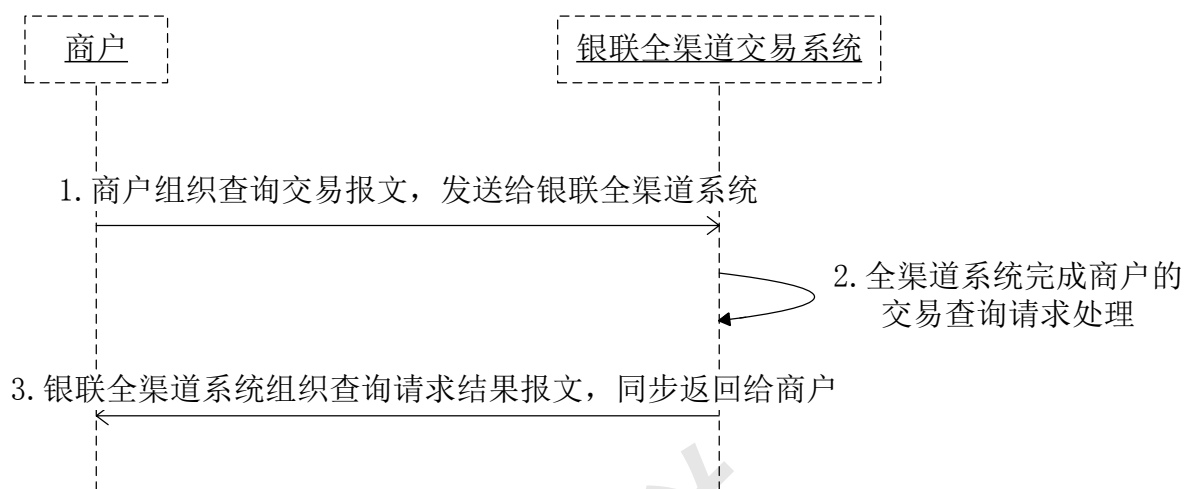 商户
银联全渠道交易系统
1.商户组织查询交易报文，发送给银联全渠道系统
2.全渠道系统完成商户的
交易查询请求处理
3.银联全渠道系统组织查询请求结果报文，同步返回给商户